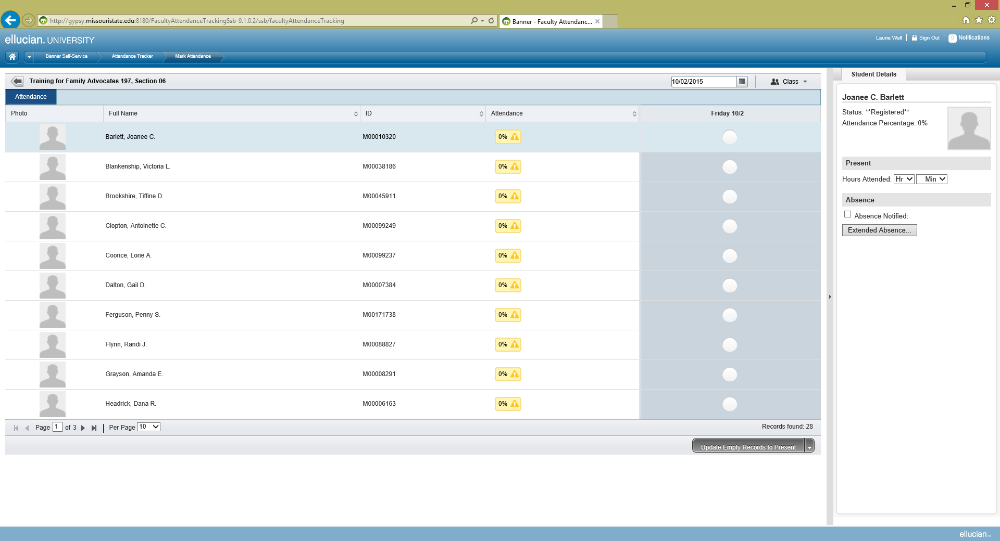 http://gypsy.missouristate.edu:8180/FacultyAttendanceTrackingSsb-9.1.0.2/ssb/facultyAttendanceTracking
Banner - Faculty Attendanc...
ellucian™ UNIVERSITY
Laurie Wall
Sign Out
0
Notifications
Banner Self-Service
Attendance Tracker
Mark Attendance
Training for Family Advocates 197, Section 06
10/02/2015
Class
Attendance
Photo
Full Name
ID
Attendance
Friday 10/2
Barlett, Joanee C. M00010320 0%
Blankenship, Victoria L. M00038186 0%
Brookshire, Tiffine D. M00045911 0%
Clopton, Antoinette C. M00099249 0%
Coonce, Lorie A. M00099237 0%
Dalton, Gail D. M00007384 0%
Ferguson, Penny S. M00171738 0%
Flynn, Randi J. M00088827 0%
Grayson, Amanda E. M00008291 0%
Headrick, Dana R. M00006163 0%
Page 1 of 3
Per Page 10
Records found: 28
Update Empty Records to Present
Student Details
Joanee C. Barlett
Status: **Registered**
Attendance Percentage: 0%
Present
Hours Attended: Hr Min
Absence
Absence Notified:
Extended Absence...
ellucian™